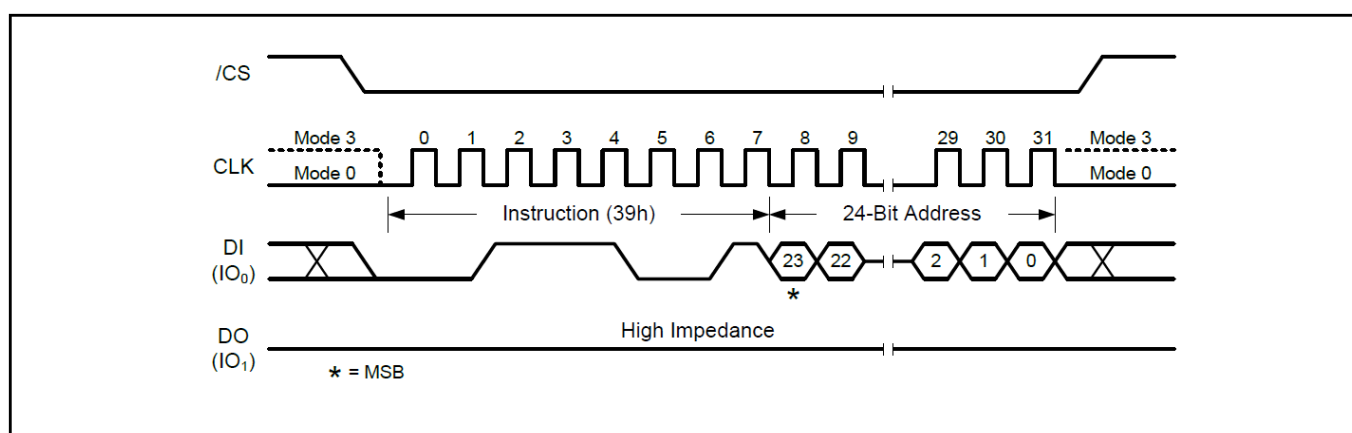 /CS
Mode 3 0 1 2 3 4 5 6 7 8 9 29 30 31 Mode 3
CLK
Mode 0 Mode 0
Instruction (39h) 24-Bit Address
DI
(IO₀)
23 22 2 1 0
*
High Impedance
DO
(IO₁)
* = MSB